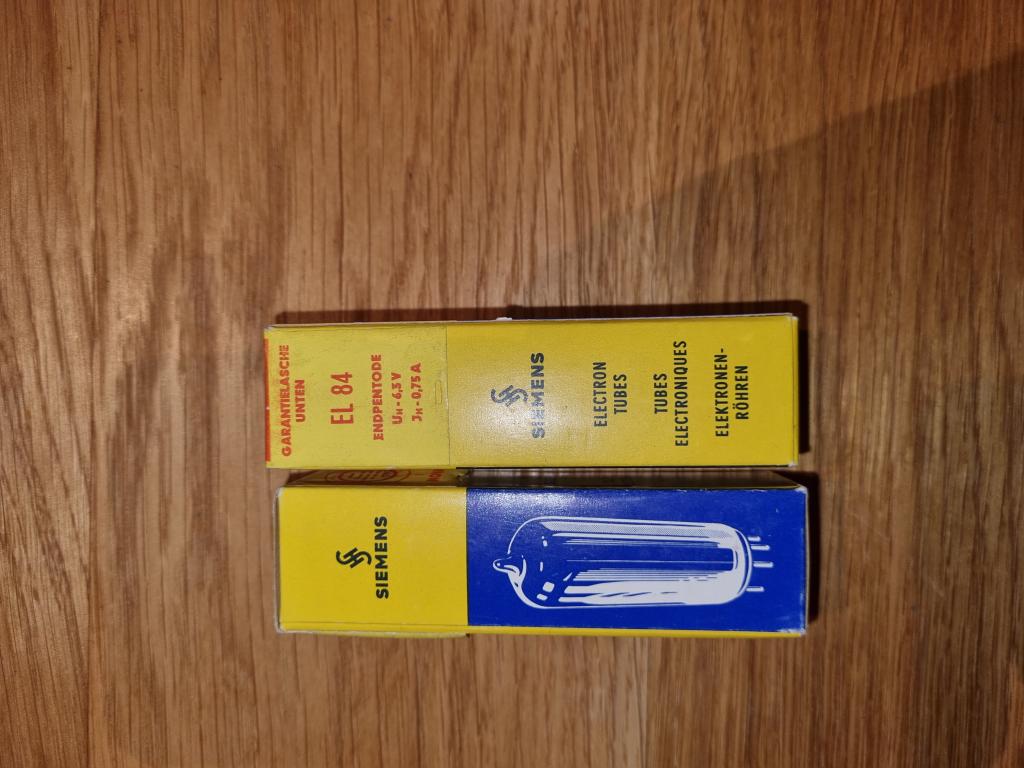 GARANTIELASCHE
UNTEN
EL 84
ENDPENTODE
UH - 6,3 V
JH - 0,75 A
SIEMENS
ELECTRON
TUBES
TUBES
ELECTRONIQUES
ELEKTRONEN-
RÖHREN
SIEMENS